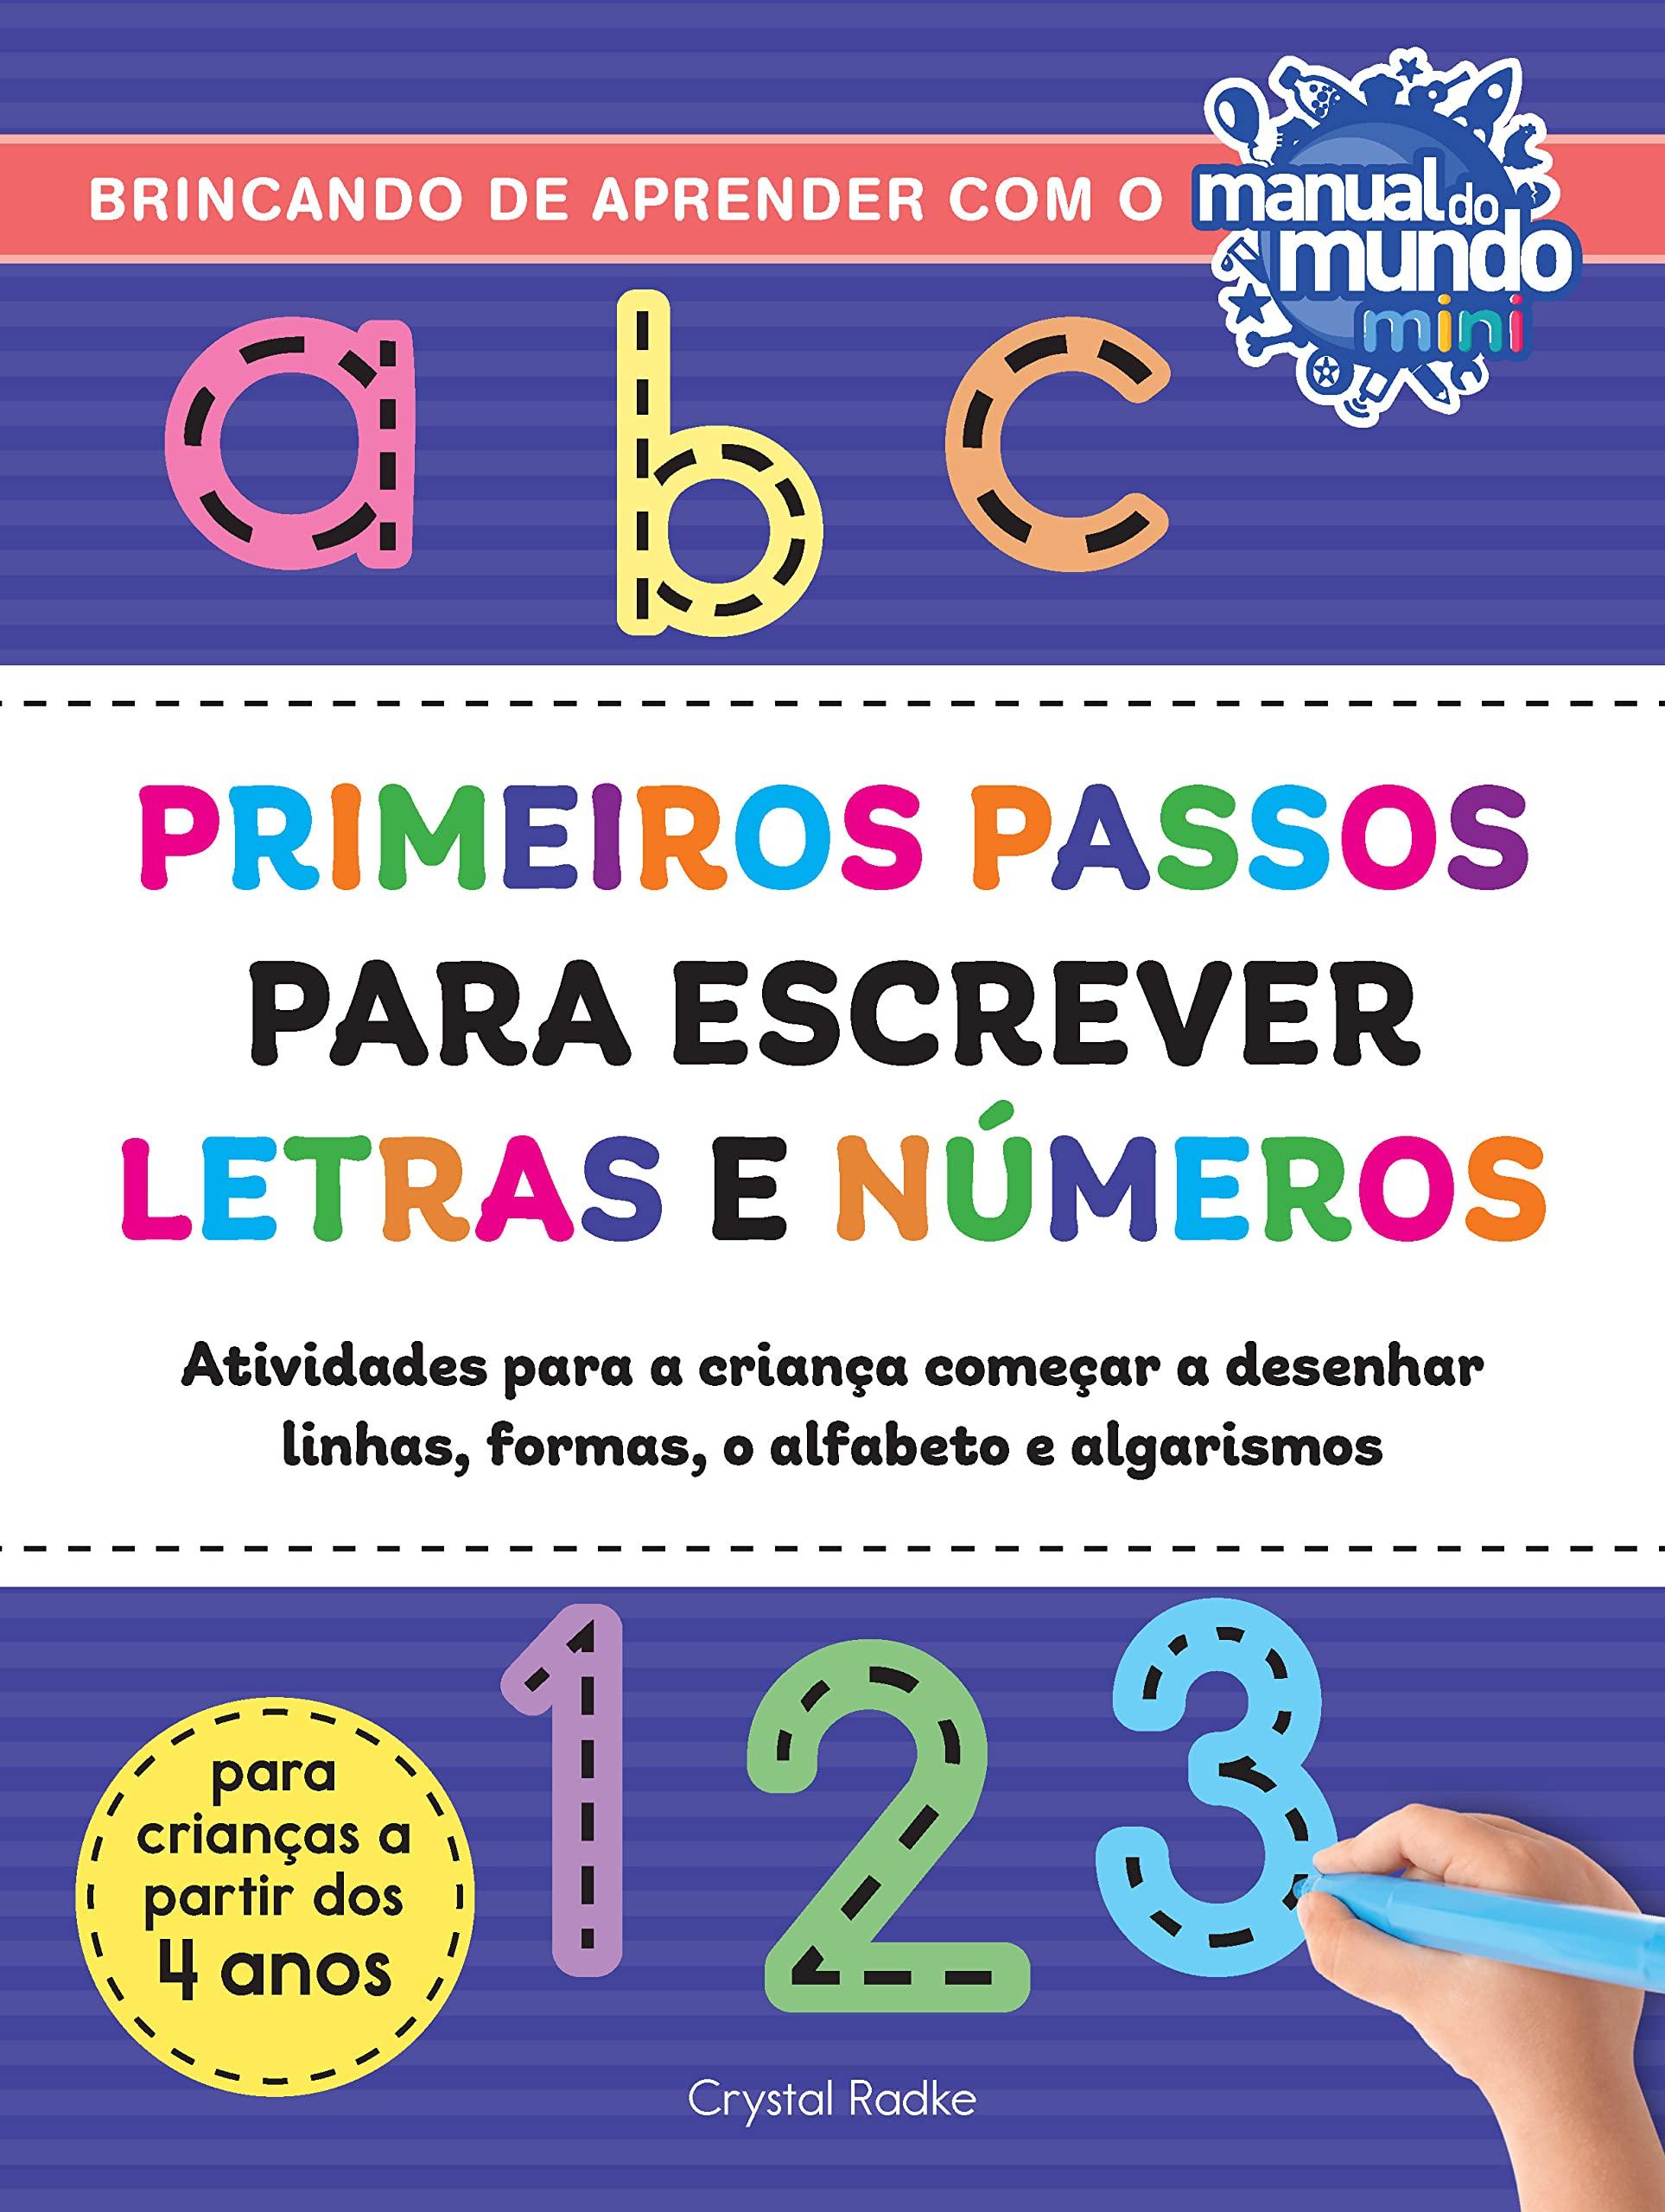 BRINCANDO DE APRENDER COM O
manual do
mundo
mini
a b c
PRIMEIROS PASSOS
PARA ESCREVER
LETRAS E NÚMEROS
Atividades para a criança começar a desenhar
linhas, formas, o alfabeto e algarismos
1 2 3
para
crianças a
partir dos
4 anos
Crystal Radke